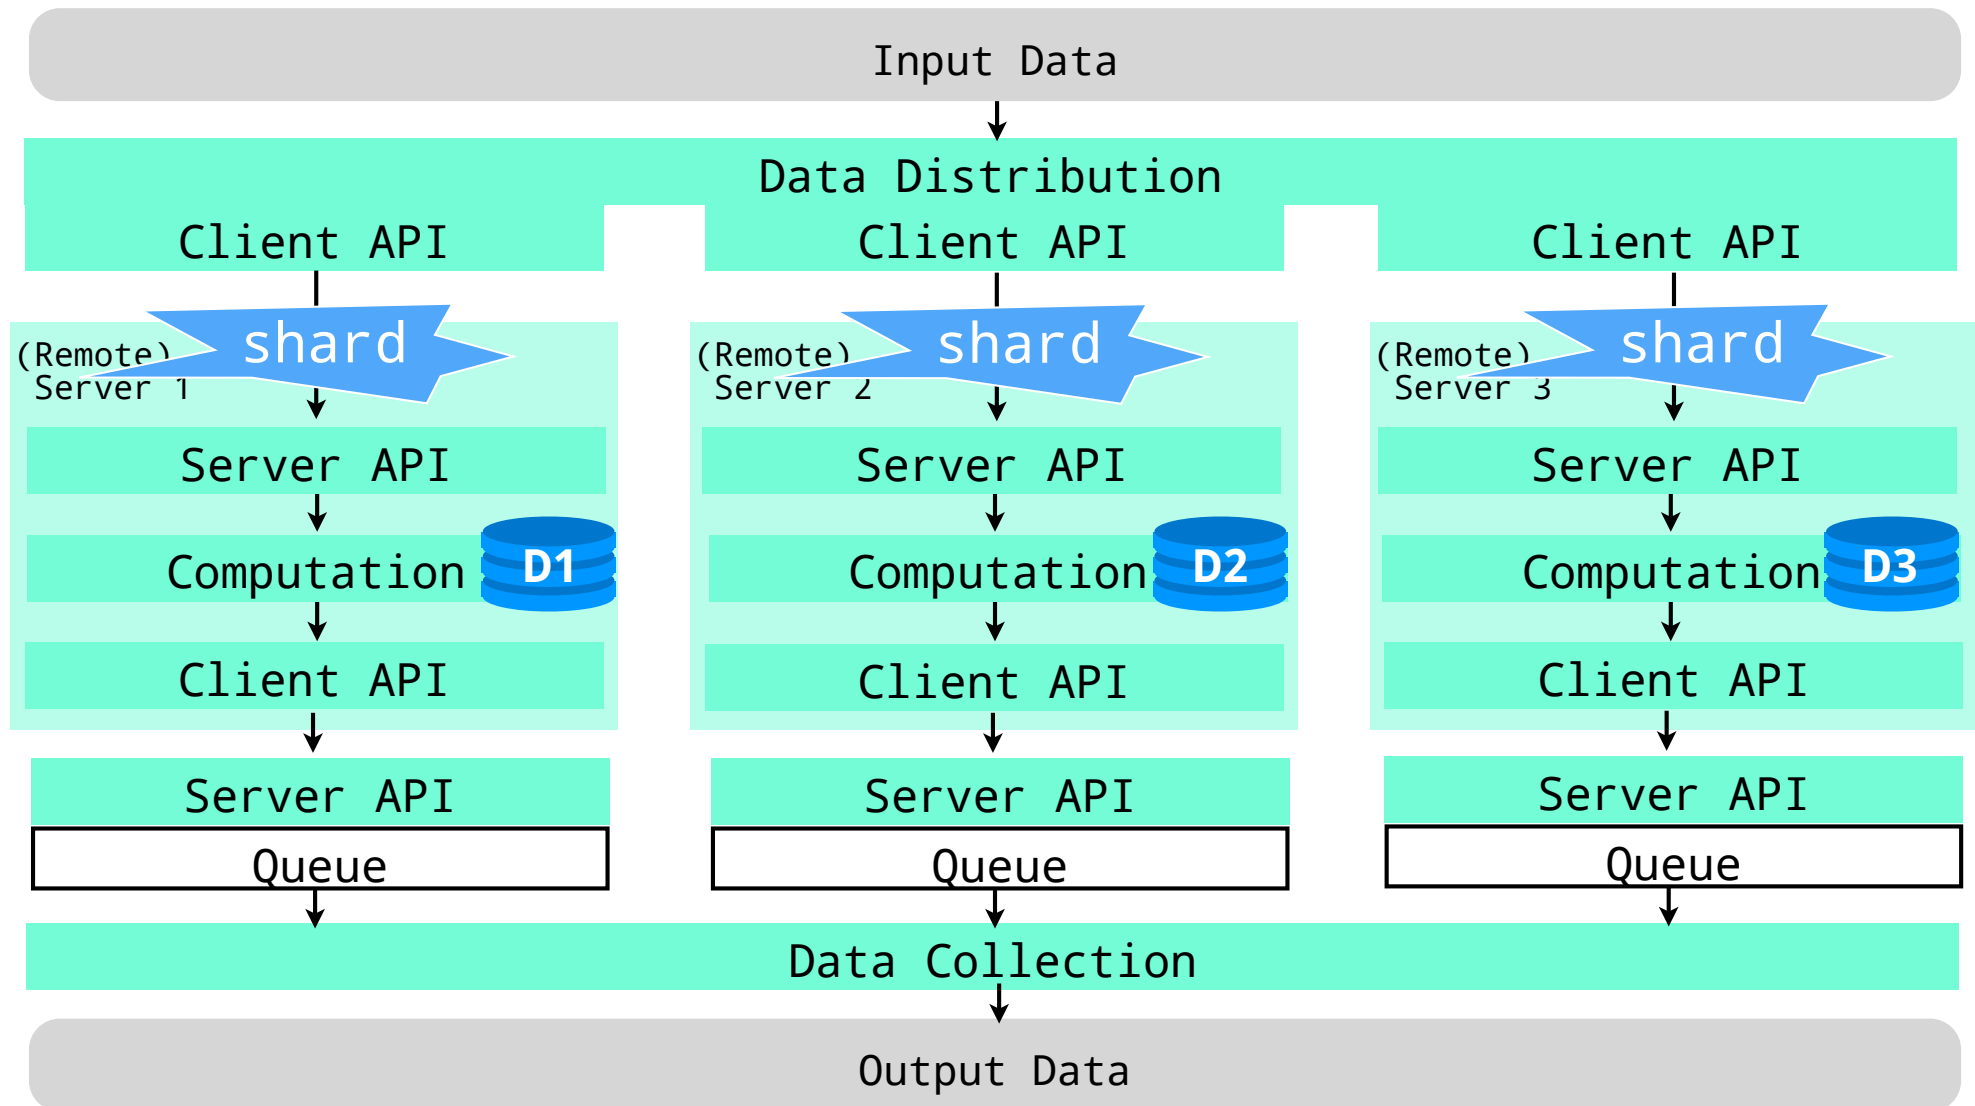 Input Data
Data Distribution
Client API
Client API
Client API
shard
shard
shard
(Remote)
Server 1
(Remote)
Server 2
(Remote)
Server 3
Server API
Server API
Server API
Computation
D1
Computation
D2
Computation
D3
Client API
Client API
Client API
Server API
Server API
Server API
Queue
Queue
Queue
Data Collection
Output Data